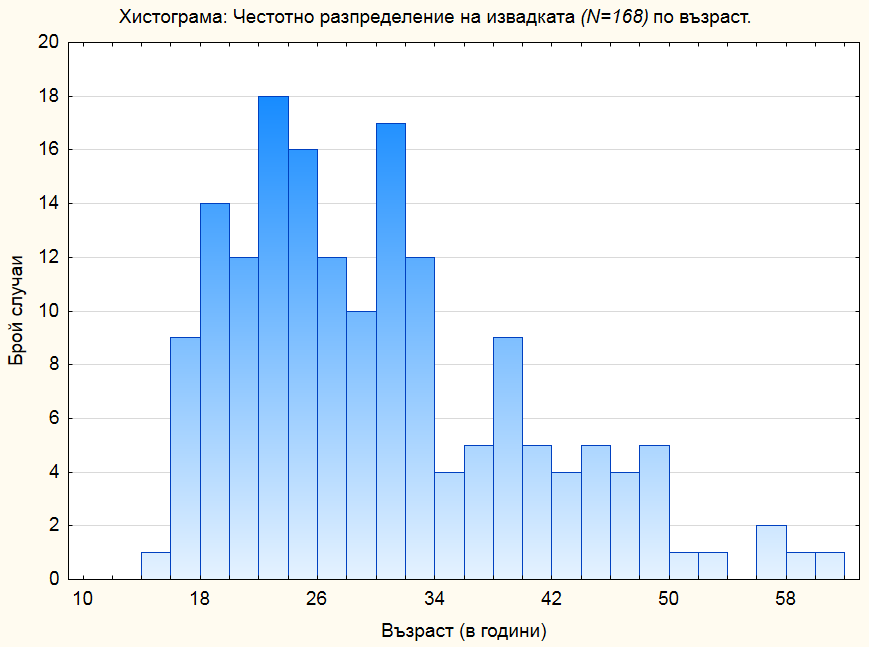 Хистограма: Честотно разпределение на извадката (N=168) по възраст.
20
18
16
14
12
10
8
6
4
2
0
Брой случаи
10 18 26 34 42 50 58
Възраст (в години)